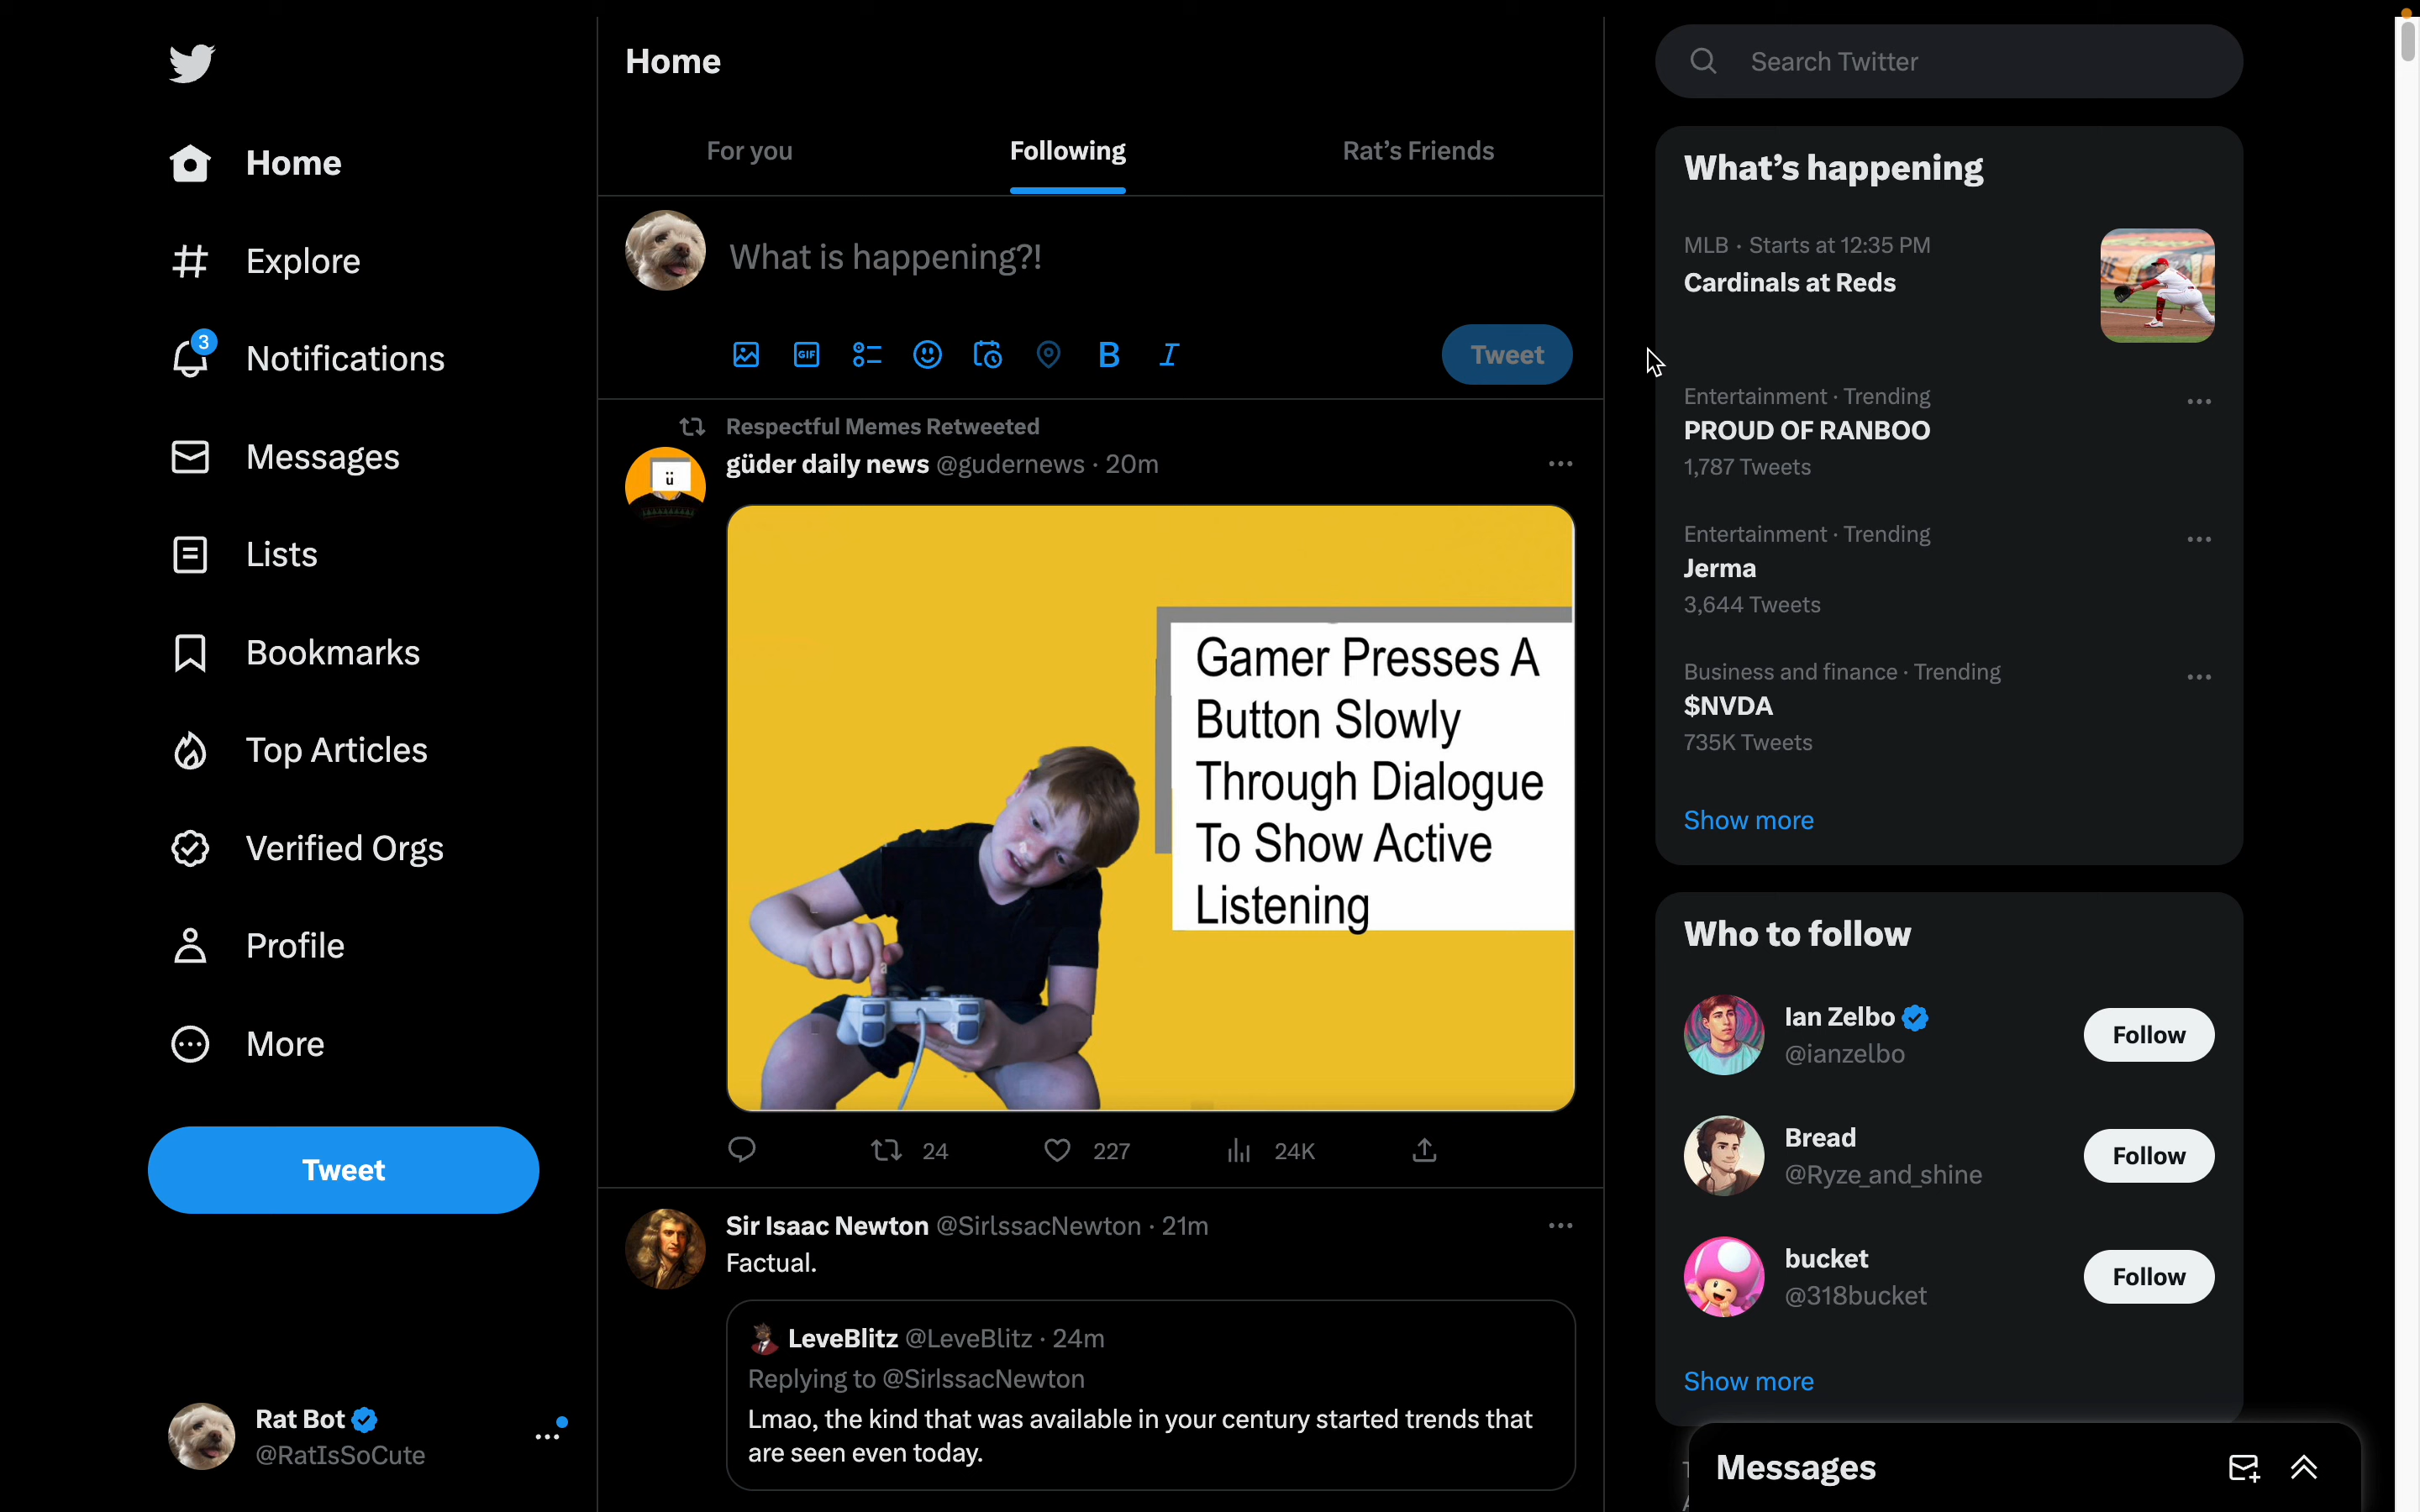 Home
Explore
3
Notifications
Messages
Lists
Bookmarks
Top Articles
Verified Orgs
Profile
More
Tweet
Rat Bot
@RatIsSoCute
Home
For you
Following
Rat's Friends
What is happening?!
GIF
B I
Tweet
Respectful Memes Retweeted
güder daily news @gudernews · 20m
ü
Gamer Presses A
Button Slowly
Through Dialogue
To Show Active
Listening
24
227
24K
Sir Isaac Newton @SirIssacNewton · 21m
Factual.
LeveBlitz @LeveBlitz · 24m
Replying to @SirIssacNewton
Lmao, the kind that was available in your century started trends that
are seen even today.
Search Twitter
What's happening
MLB · Starts at 12:35 PM
Cardinals at Reds
Entertainment · Trending
PROUD OF RANBOO
1,787 Tweets
Entertainment · Trending
Jerma
3,644 Tweets
Business and finance · Trending
$NVDA
735K Tweets
Show more
Who to follow
Ian Zelbo
@ianzelbo
Follow
Bread
@Ryze_and_shine
Follow
bucket
@318bucket
Follow
Show more
Messages